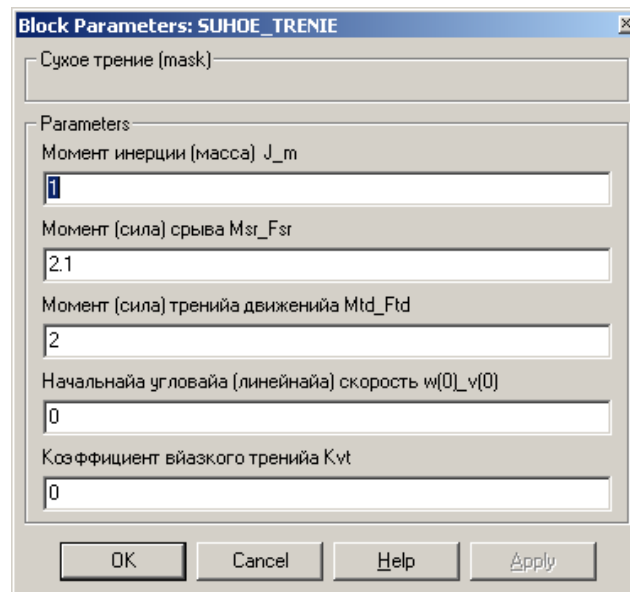 Block Parameters: SUHOE_TRENIE
Сухое трение (mask)
Parameters
Момент инерции (масса) J_m
1
Момент (сила) срыва Msr_Fsr
2.1
Момент (сила) тренийа движенийа Mtd_Ftd
2
Начальнайа угловайа (линейнайа) скорость w(0)_v(0)
0
Коэффициент вйазкого тренийа Kvt
0
OK Cancel Help Apply